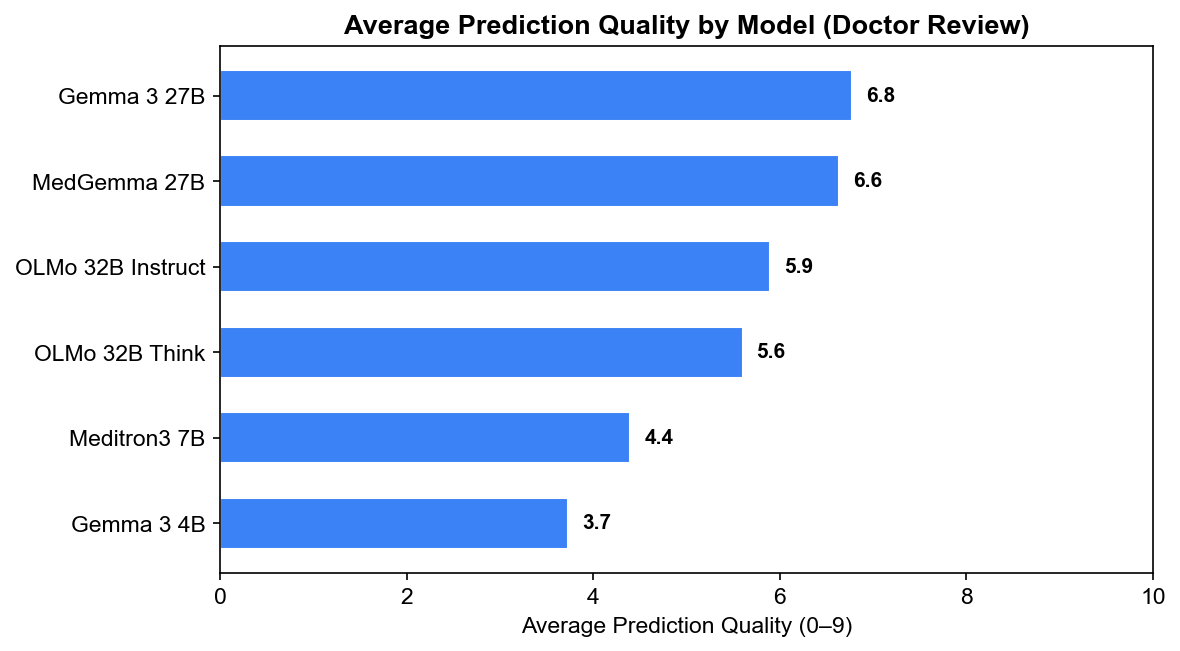 Average Prediction Quality by Model (Doctor Review)
Gemma 3 27B
6.8
MedGemma 27B
6.6
OLMo 32B Instruct
5.9
OLMo 32B Think
5.6
Meditron3 7B
4.4
Gemma 3 4B
3.7
0 2 4 6 8 10
Average Prediction Quality (0–9)